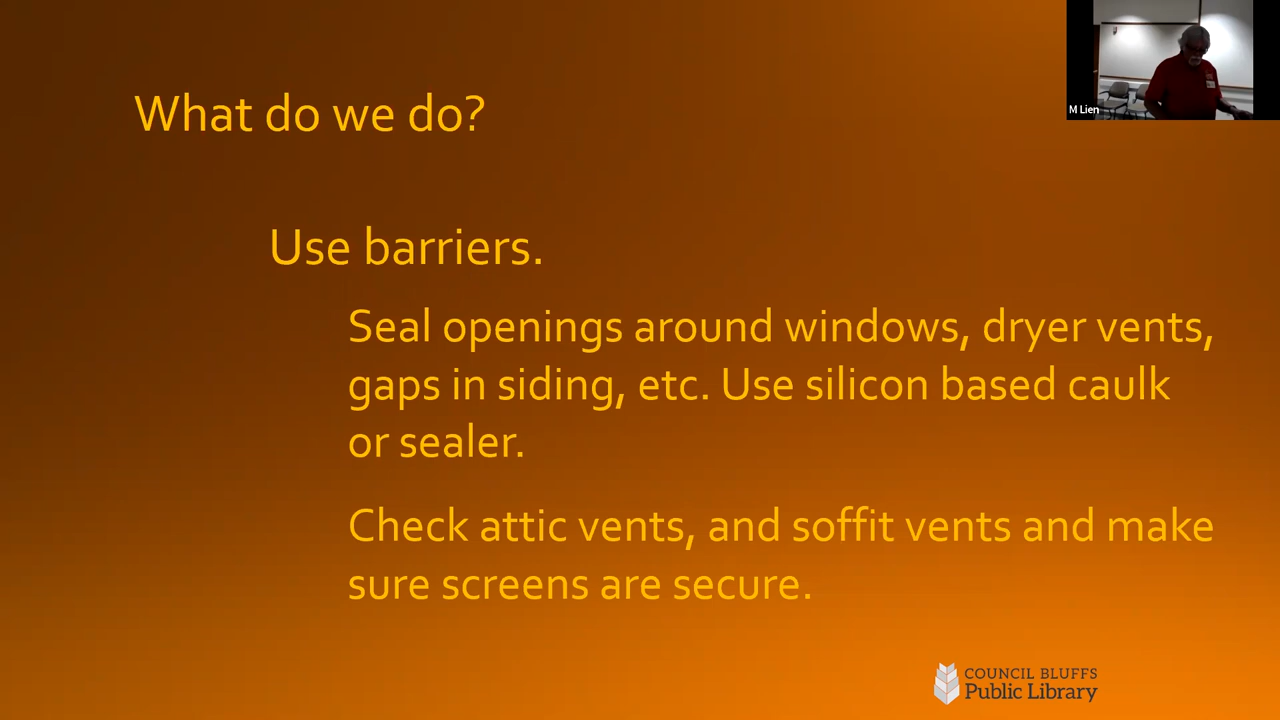 What do we do?
M Lien
Use barriers.
Seal openings around windows, dryer vents,
gaps in siding, etc. Use silicon based caulk
or sealer.
Check attic vents, and soffit vents and make
sure screens are secure.
COUNCIL BLUFFS
Public Library